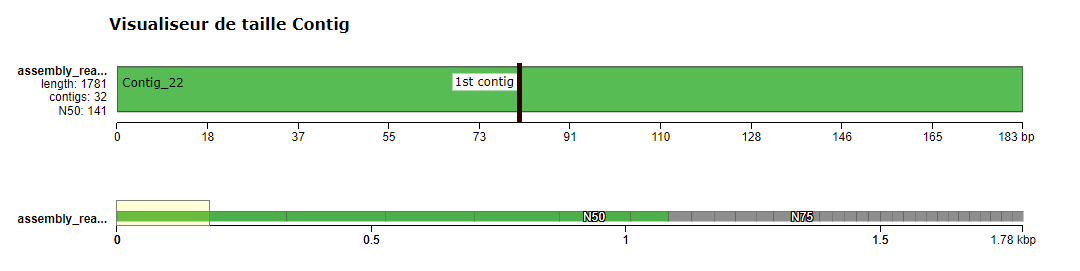 Visualiseur de taille Contig
assembly_rea...
length: 1781
contigs: 32
N50: 141
Contig_22
1st contig
0 18 37 55 73 91 110 128 146 165 183 bp
assembly_rea...
N50 N75
0 0.5 1 1.5 1.78 kbp